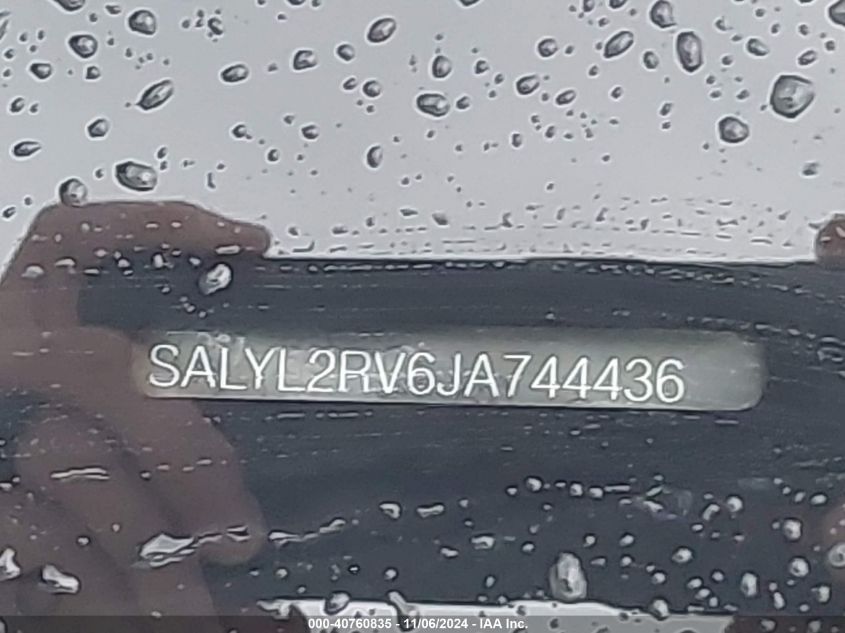 SALYL2RV6JA744436
000-40760835 - 11/06/2024 - IAA Inc.